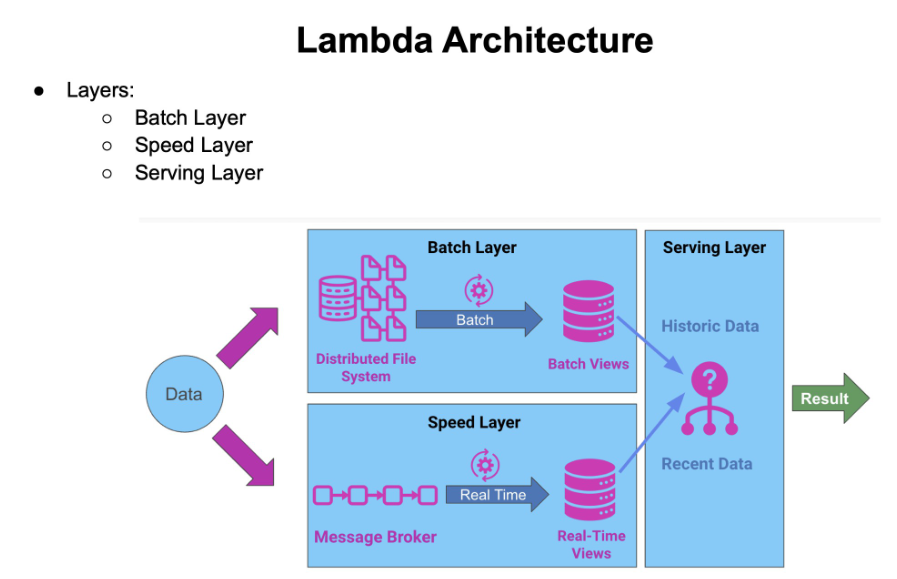 Lambda Architecture
● Layers:
○ Batch Layer
○ Speed Layer
○ Serving Layer
Batch Layer
Batch
Distributed File
System
Batch Views
Serving Layer
Historic Data
?
Recent Data
Data
Result
Speed Layer
Real Time
Message Broker
Real-Time
Views